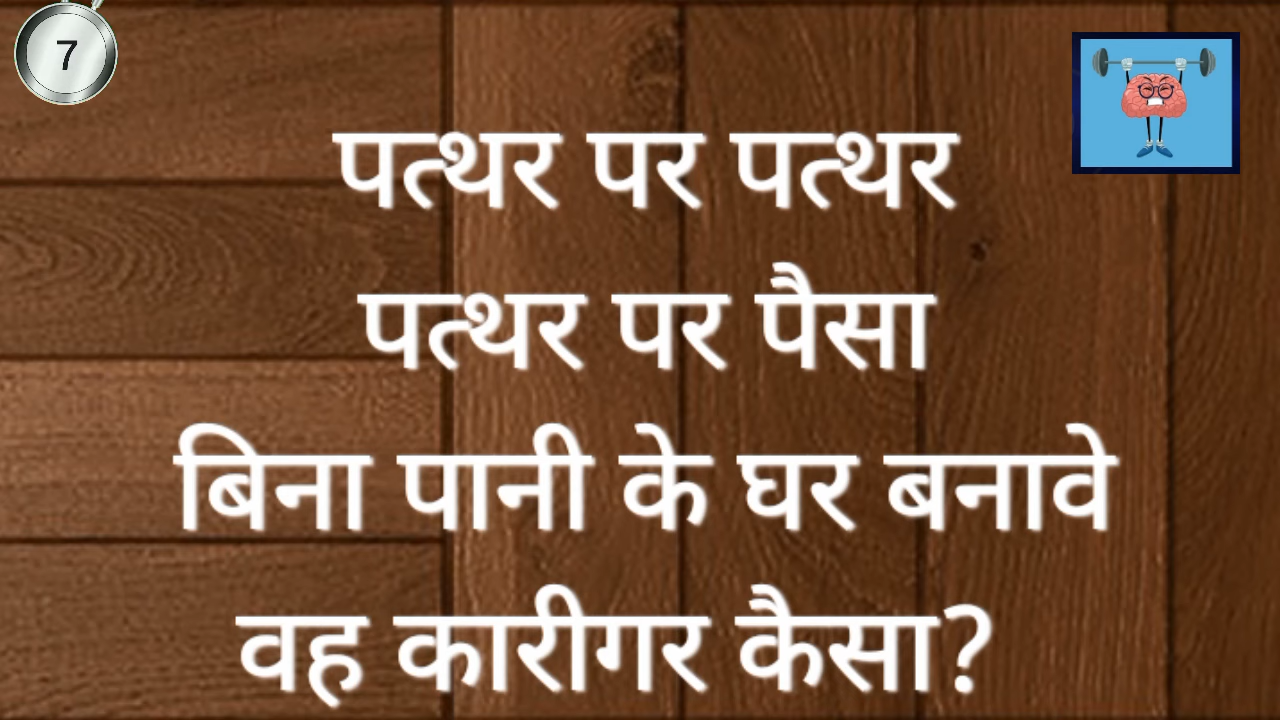 7
पत्थर पर पत्थर
पत्थर पर पैसा
बिना पानी के घर बनावे
वह कारीगर कैसा?